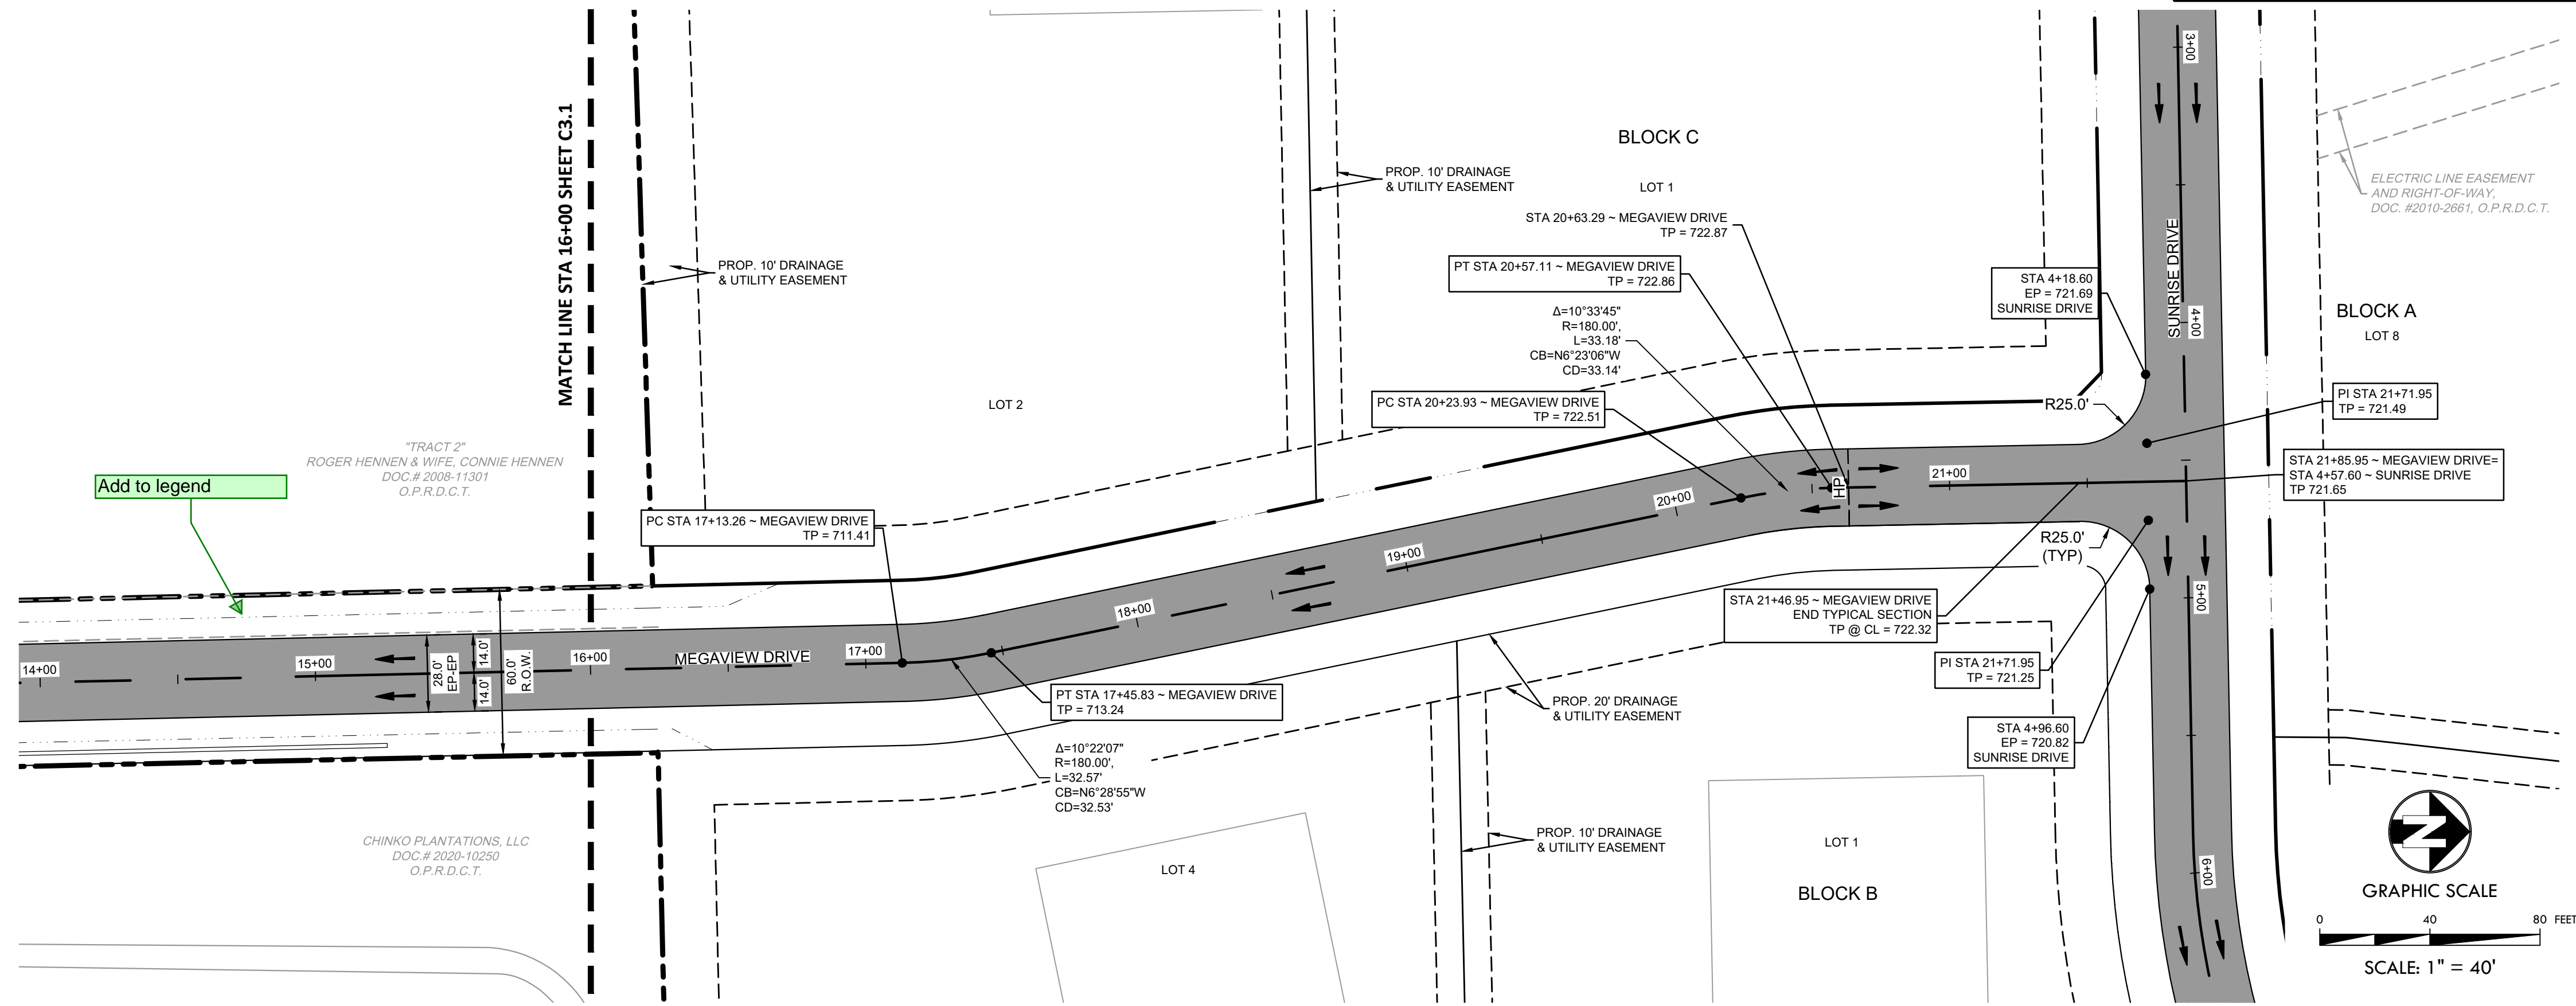 MATCH LINE STA 16+00 SHEET C3.1
PROP. 10' DRAINAGE
& UTILITY EASEMENT
LOT 2
"TRACT 2"
ROGER HENNEN & WIFE, CONNIE HENNEN
DOC.# 2008-11301
O.P.R.D.C.T.
Add to legend
PC STA 17+13.26 ~ MEGAVIEW DRIVE
TP = 711.41
14+00
15+00
16+00
17+00
18+00
19+00
20+00
21+00
28.0'
EP-EP
14.0'
14.0'
60.0'
R.O.W.
MEGAVIEW DRIVE
PT STA 17+45.83 ~ MEGAVIEW DRIVE
TP = 713.24
Δ=10°22'07"
R=180.00',
L=32.57'
CB=N6°28'55"W
CD=32.53'
CHINKO PLANTATIONS, LLC
DOC.# 2020-10250
O.P.R.D.C.T.
LOT 4
PROP. 10' DRAINAGE
& UTILITY EASEMENT
BLOCK C
LOT 1
STA 20+63.29 ~ MEGAVIEW DRIVE
TP = 722.87
PT STA 20+57.11 ~ MEGAVIEW DRIVE
TP = 722.86
Δ=10°33'45"
R=180.00',
L=33.18'
CB=N6°23'06"W
CD=33.14'
PC STA 20+23.93 ~ MEGAVIEW DRIVE
TP = 722.51
HP
STA 4+18.60
EP = 721.69
SUNRISE DRIVE
R25.0'
SUNRISE DRIVE
3+00
4+00
5+00
6+00
ELECTRIC LINE EASEMENT
AND RIGHT-OF-WAY,
DOC. #2010-2661, O.P.R.D.C.T.
BLOCK A
LOT 8
PI STA 21+71.95
TP = 721.49
STA 21+85.95 ~ MEGAVIEW DRIVE=
STA 4+57.60 ~ SUNRISE DRIVE
TP 721.65
R25.0'
(TYP)
STA 21+46.95 ~ MEGAVIEW DRIVE
END TYPICAL SECTION
TP @ CL = 722.32
PI STA 21+71.95
TP = 721.25
STA 4+96.60
EP = 720.82
SUNRISE DRIVE
PROP. 20' DRAINAGE
& UTILITY EASEMENT
PROP. 10' DRAINAGE
& UTILITY EASEMENT
LOT 1
BLOCK B
N
GRAPHIC SCALE
0 40 80 FEET
SCALE: 1" = 40'